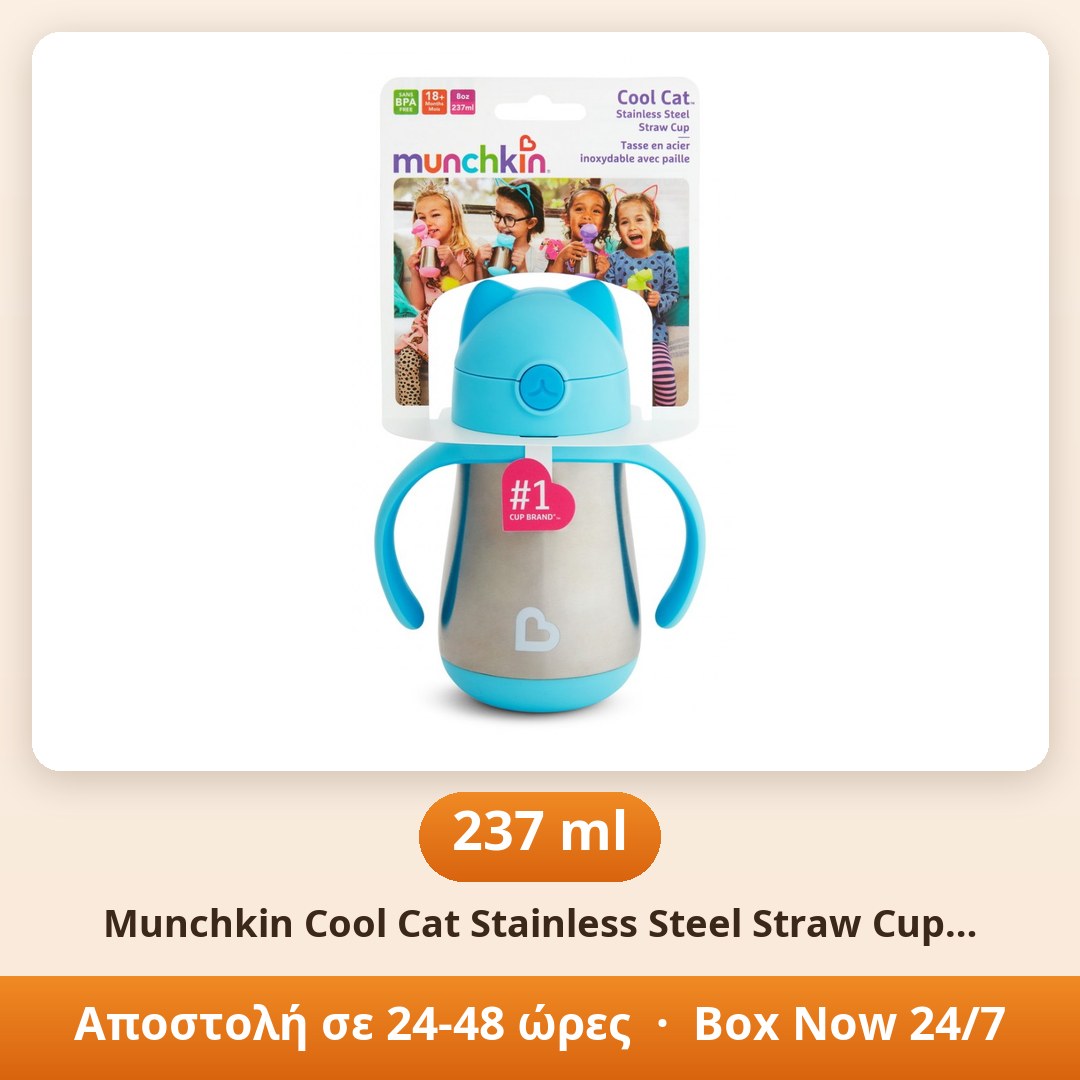 SANS
BPA
FREE
18+
Months
Mois
8oz
237ml
Cool Cat™
Stainless Steel
Straw Cup
Tasse en acier
inoxydable avec paille
munchkin®
#1
CUP BRAND*™
237 ml
Munchkin Cool Cat Stainless Steel Straw Cup...
Αποστολή σε 24-48 ώρες · Box Now 24/7